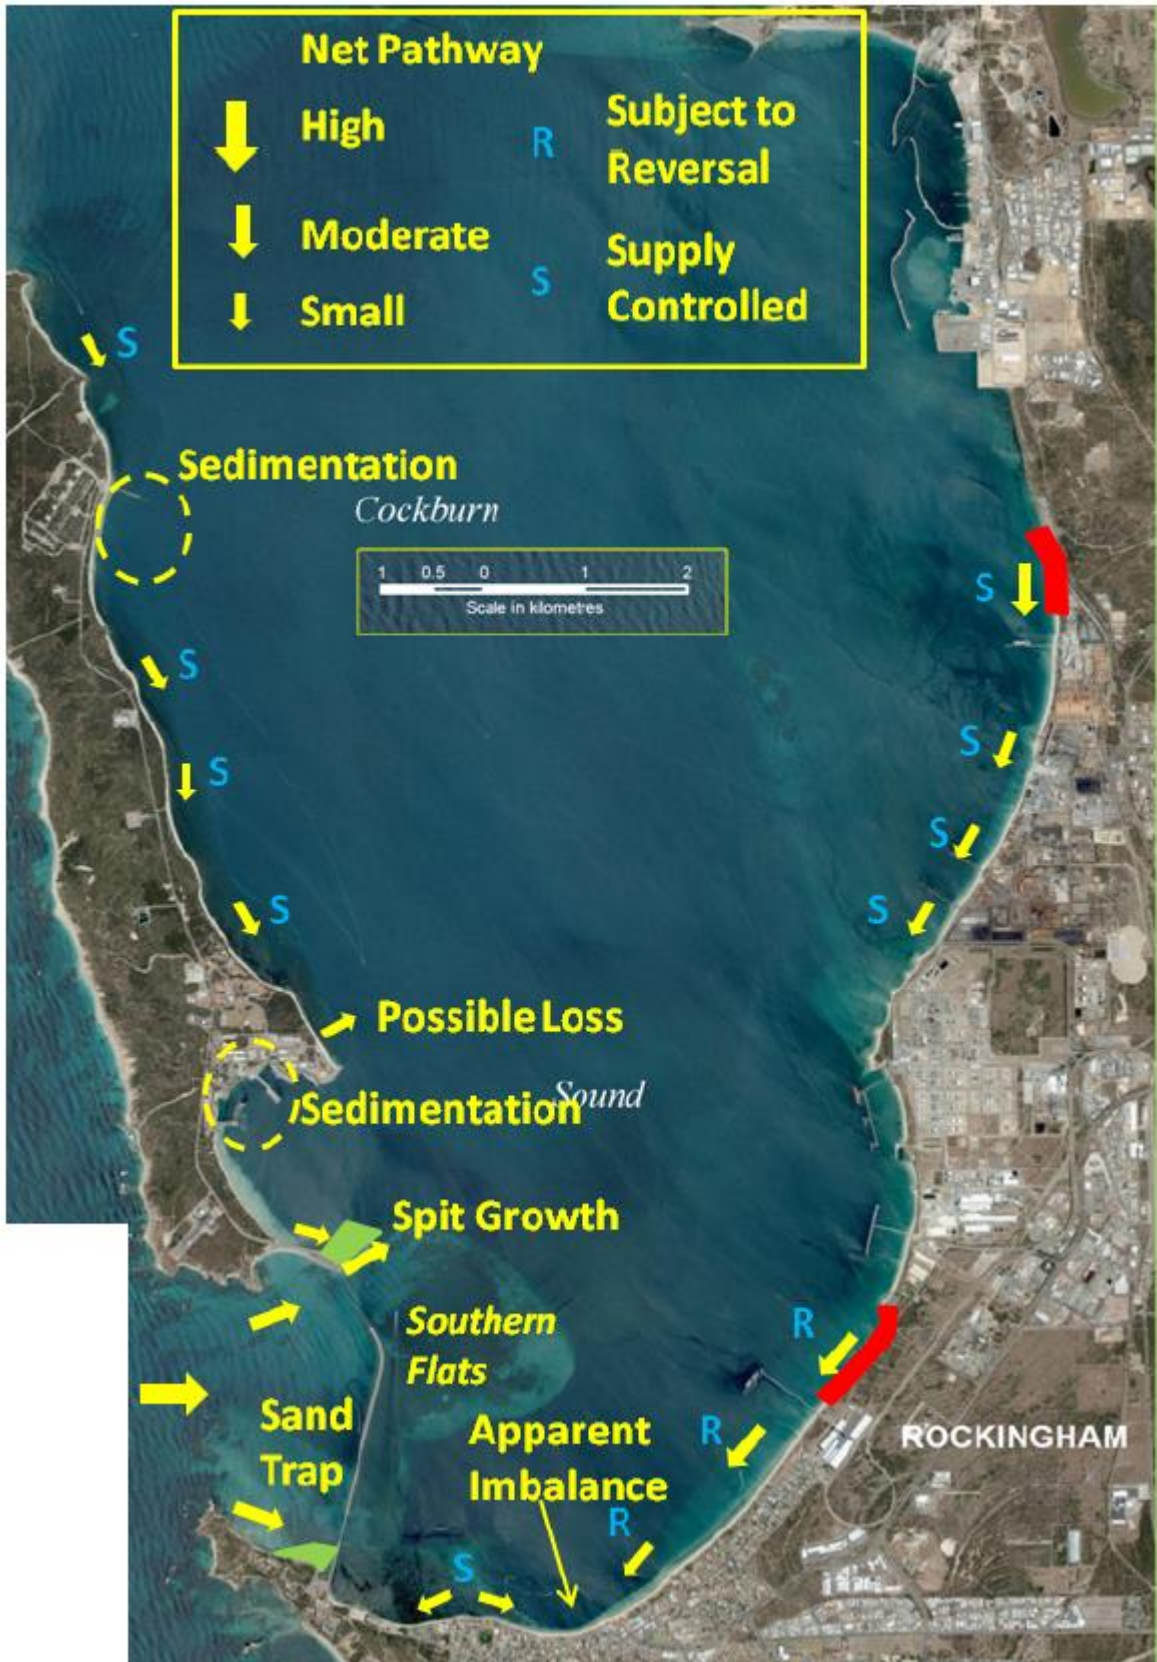 Net Pathway
High
Moderate
Small
R
Subject to
Reversal
S
Supply
Controlled
S
Sedimentation
Cockburn
1 0.5 0 1 2
Scale in kilometres
S
S
S
S
S
S
S
Possible Loss
Sound
Sedimentation
Spit Growth
Southern
Flats
R
Sand
Trap
Apparent
Imbalance
R
ROCKINGHAM
R
S